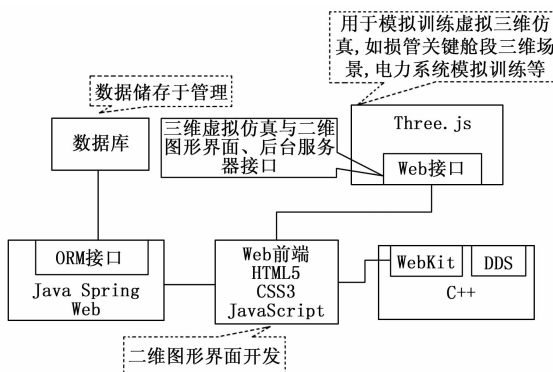 用于模拟训练虚拟三维仿
真,如损管关键舱段三维场
景,电力系统模拟训练等
数据储存于管理
数据库
三维虚拟仿真与二维
图形界面、后台服务
器接口
Three.js
Web接口
ORM接口
Java Spring
Web
Web前端
HTML5
CSS3
JavaScript
WebKit
DDS
C++
二维图形界面开发